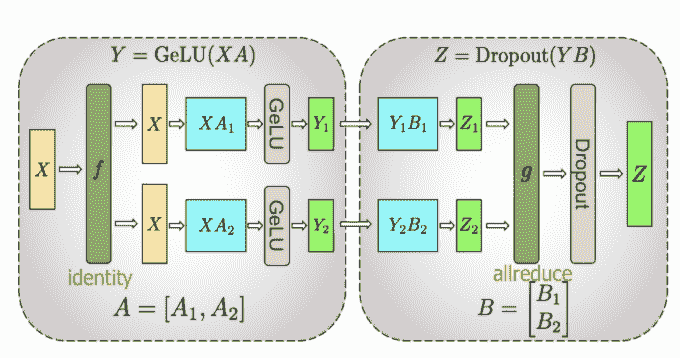 Y = GeLU(XA)
Z = Dropout(YB)
X
f
X
XA₁
GeLU
Y₁
Y₁B₁
Z₁
g
Dropout
Z
X
XA₂
GeLU
Y₂
Y₂B₂
Z₂
identity
allreduce
A = [A₁, A₂]
B = [B₁
B₂]